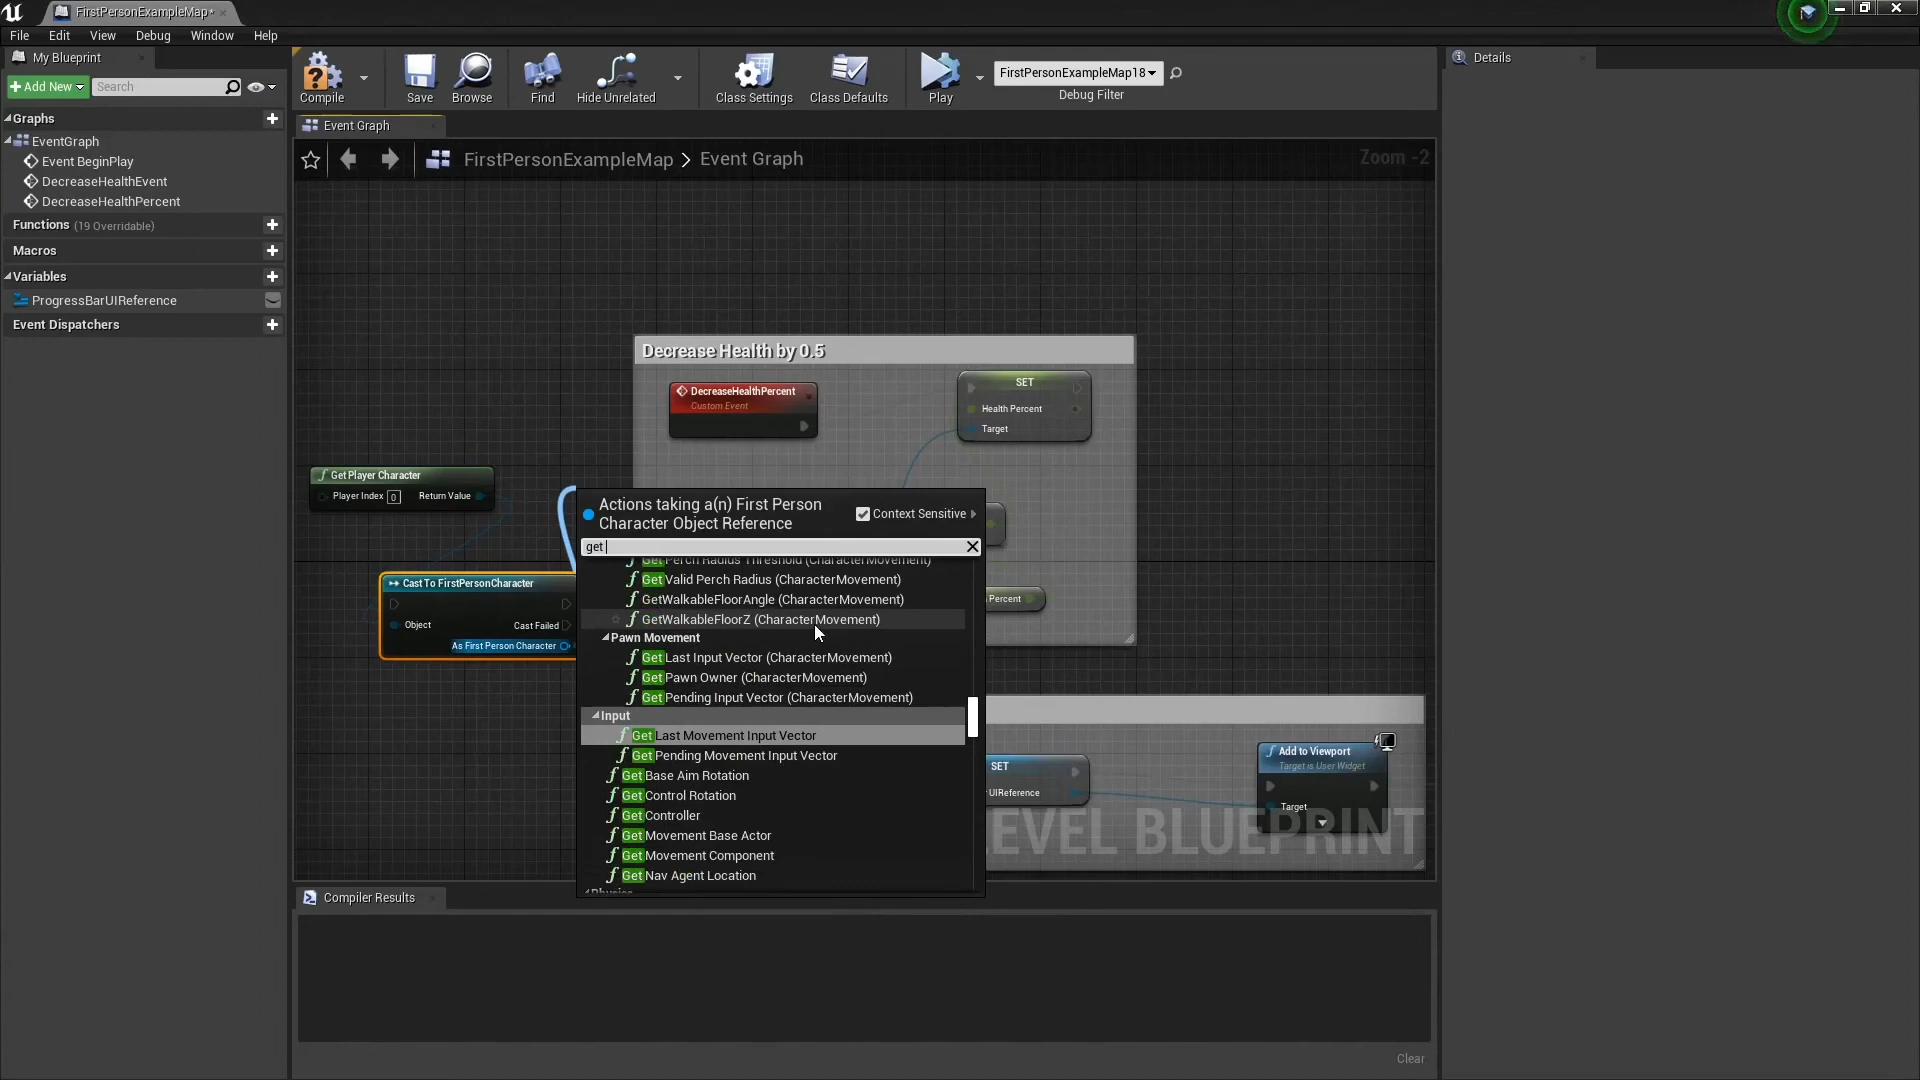 FirstPersonExampleMap*
File Edit View Debug Window Help
My Blueprint
Details
Add New
Search
Compile
Save
Browse
Find
Hide Unrelated
Class Settings
Class Defaults
Play
FirstPersonExampleMap18
Debug Filter
Graphs
EventGraph
Event BeginPlay
DecreaseHealthEvent
DecreaseHealthPercent
Functions (19 Overridable)
Macros
Variables
ProgressBarUIReference
Event Dispatchers
Event Graph
FirstPersonExampleMap > Event Graph
Zoom -2
Decrease Health by 0.5
DecreaseHealthPercent
Custom Event
SET
Health Percent
Target
Get Player Character
Player Index 0 Return Value
Cast To FirstPersonCharacter
Object
Cast Failed
As First Person Character
Actions taking a(n) First Person
Character Object Reference
Context Sensitive
get
Get Perch Radius Threshold (CharacterMovement)
Get Valid Perch Radius (CharacterMovement)
GetWalkableFloorAngle (CharacterMovement)
GetWalkableFloorZ (CharacterMovement)
Pawn Movement
Get Last Input Vector (CharacterMovement)
Get Pawn Owner (CharacterMovement)
Get Pending Input Vector (CharacterMovement)
Input
Get Last Movement Input Vector
Get Pending Movement Input Vector
Get Base Aim Rotation
Get Control Rotation
Get Controller
Get Movement Base Actor
Get Movement Component
Get Nav Agent Location
Physics
Percent
SET
UIReference
Add to Viewport
Target is User Widget
Target
EVEL BLUEPRINT
Compiler Results
Clear